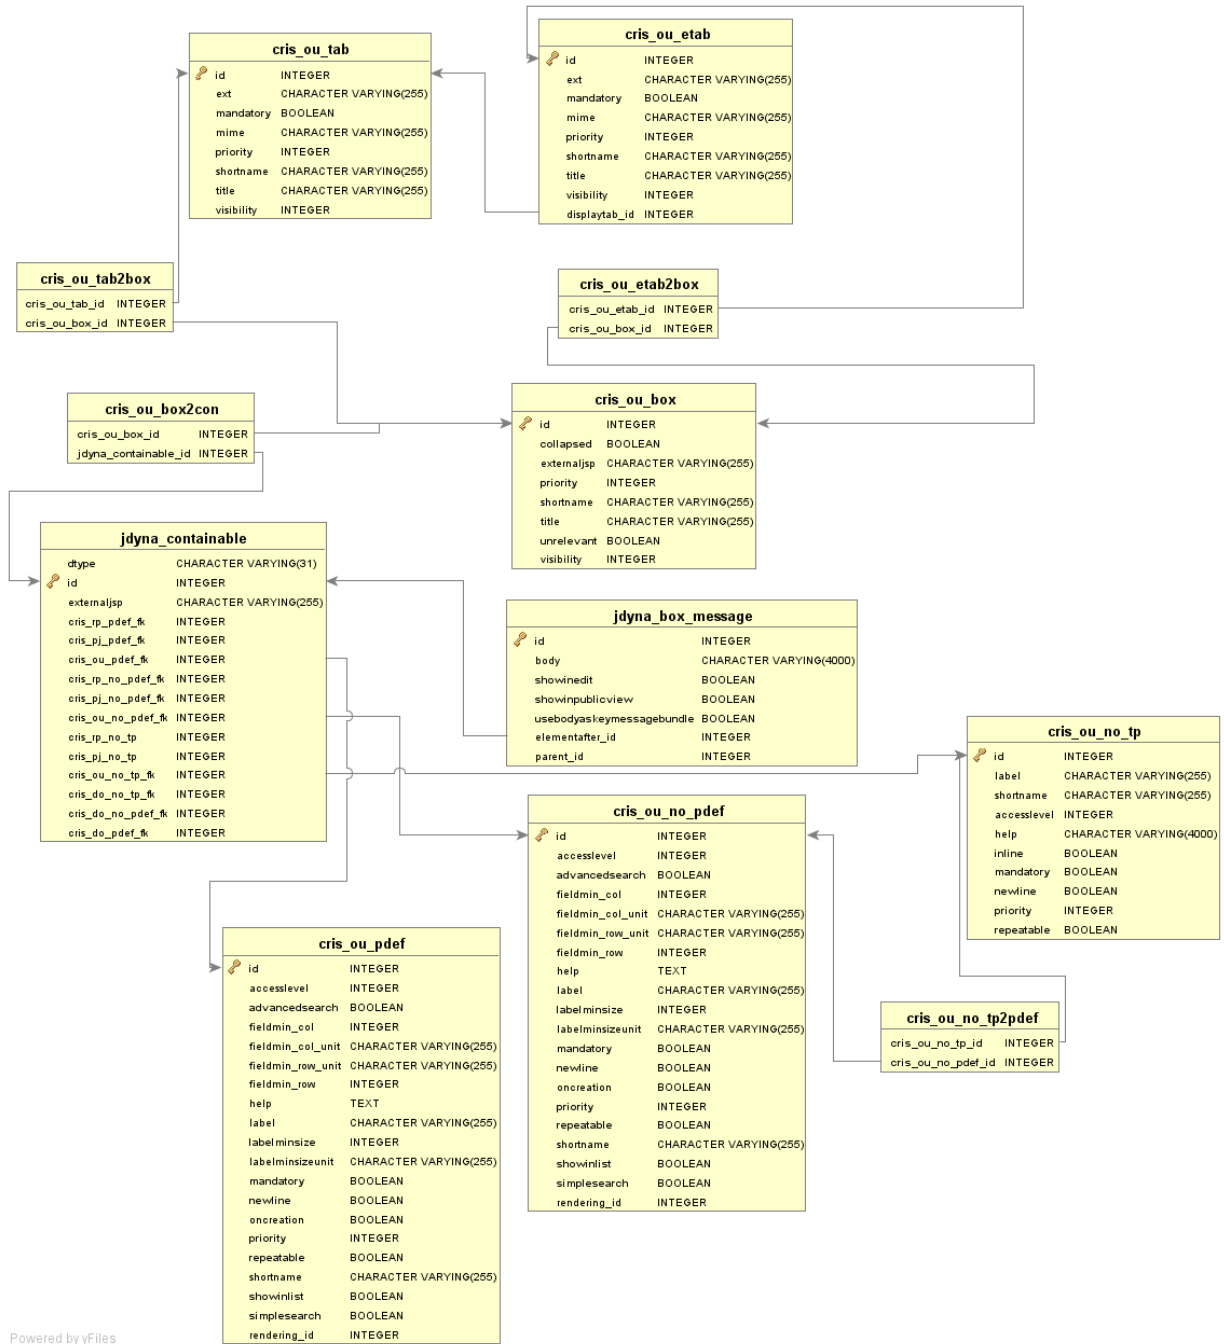 cris_ou_tab
id INTEGER
ext CHARACTER VARYING(255)
mandatory BOOLEAN
mime CHARACTER VARYING(255)
priority INTEGER
shortname CHARACTER VARYING(255)
title CHARACTER VARYING(255)
visibility INTEGER
cris_ou_etab
id INTEGER
ext CHARACTER VARYING(255)
mandatory BOOLEAN
mime CHARACTER VARYING(255)
priority INTEGER
shortname CHARACTER VARYING(255)
title CHARACTER VARYING(255)
visibility INTEGER
displaytab_id INTEGER
cris_ou_tab2box
cris_ou_tab_id INTEGER
cris_ou_box_id INTEGER
cris_ou_etab2box
cris_ou_etab_id INTEGER
cris_ou_box_id INTEGER
cris_ou_box2con
cris_ou_box_id INTEGER
jdyna_containable_id INTEGER
cris_ou_box
id INTEGER
collapsed BOOLEAN
externaljsp CHARACTER VARYING(255)
priority INTEGER
shortname CHARACTER VARYING(255)
title CHARACTER VARYING(255)
unrelevant BOOLEAN
visibility INTEGER
jdyna_containable
dtype CHARACTER VARYING(31)
id INTEGER
externaljsp CHARACTER VARYING(255)
cris_rp_pdef_fk INTEGER
cris_pj_pdef_fk INTEGER
cris_ou_pdef_fk INTEGER
cris_rp_no_pdef_fk INTEGER
cris_pj_no_pdef_fk INTEGER
cris_ou_no_pdef_fk INTEGER
cris_rp_no_tp INTEGER
cris_pj_no_tp INTEGER
cris_ou_no_tp_fk INTEGER
cris_do_no_tp_fk INTEGER
cris_do_no_pdef_fk INTEGER
cris_do_pdef_fk INTEGER
jdyna_box_message
id INTEGER
body CHARACTER VARYING(4000)
showinedit BOOLEAN
showinpublicview BOOLEAN
usebodyaskeymessagebundle BOOLEAN
elementafter_id INTEGER
parent_id INTEGER
cris_ou_no_tp
id INTEGER
label CHARACTER VARYING(255)
shortname CHARACTER VARYING(255)
accesslevel INTEGER
help CHARACTER VARYING(4000)
inline BOOLEAN
mandatory BOOLEAN
newline BOOLEAN
priority INTEGER
repeatable BOOLEAN
cris_ou_no_pdef
id INTEGER
accesslevel INTEGER
advancedsearch BOOLEAN
fieldmin_col INTEGER
fieldmin_col_unit CHARACTER VARYING(255)
fieldmin_row_unit CHARACTER VARYING(255)
fieldmin_row INTEGER
help TEXT
label CHARACTER VARYING(255)
labelminsize INTEGER
labelminsizeunit CHARACTER VARYING(255)
mandatory BOOLEAN
newline BOOLEAN
oncreation BOOLEAN
priority INTEGER
repeatable BOOLEAN
shortname CHARACTER VARYING(255)
showinlist BOOLEAN
simplesearch BOOLEAN
rendering_id INTEGER
cris_ou_pdef
id INTEGER
accesslevel INTEGER
advancedsearch BOOLEAN
fieldmin_col INTEGER
fieldmin_col_unit CHARACTER VARYING(255)
fieldmin_row_unit CHARACTER VARYING(255)
fieldmin_row INTEGER
help TEXT
label CHARACTER VARYING(255)
labelminsize INTEGER
labelminsizeunit CHARACTER VARYING(255)
mandatory BOOLEAN
newline BOOLEAN
oncreation BOOLEAN
priority INTEGER
repeatable BOOLEAN
shortname CHARACTER VARYING(255)
showinlist BOOLEAN
simplesearch BOOLEAN
rendering_id INTEGER
cris_ou_no_tp2pdef
cris_ou_no_tp_id INTEGER
cris_ou_no_pdef_id INTEGER
Powered by yFiles